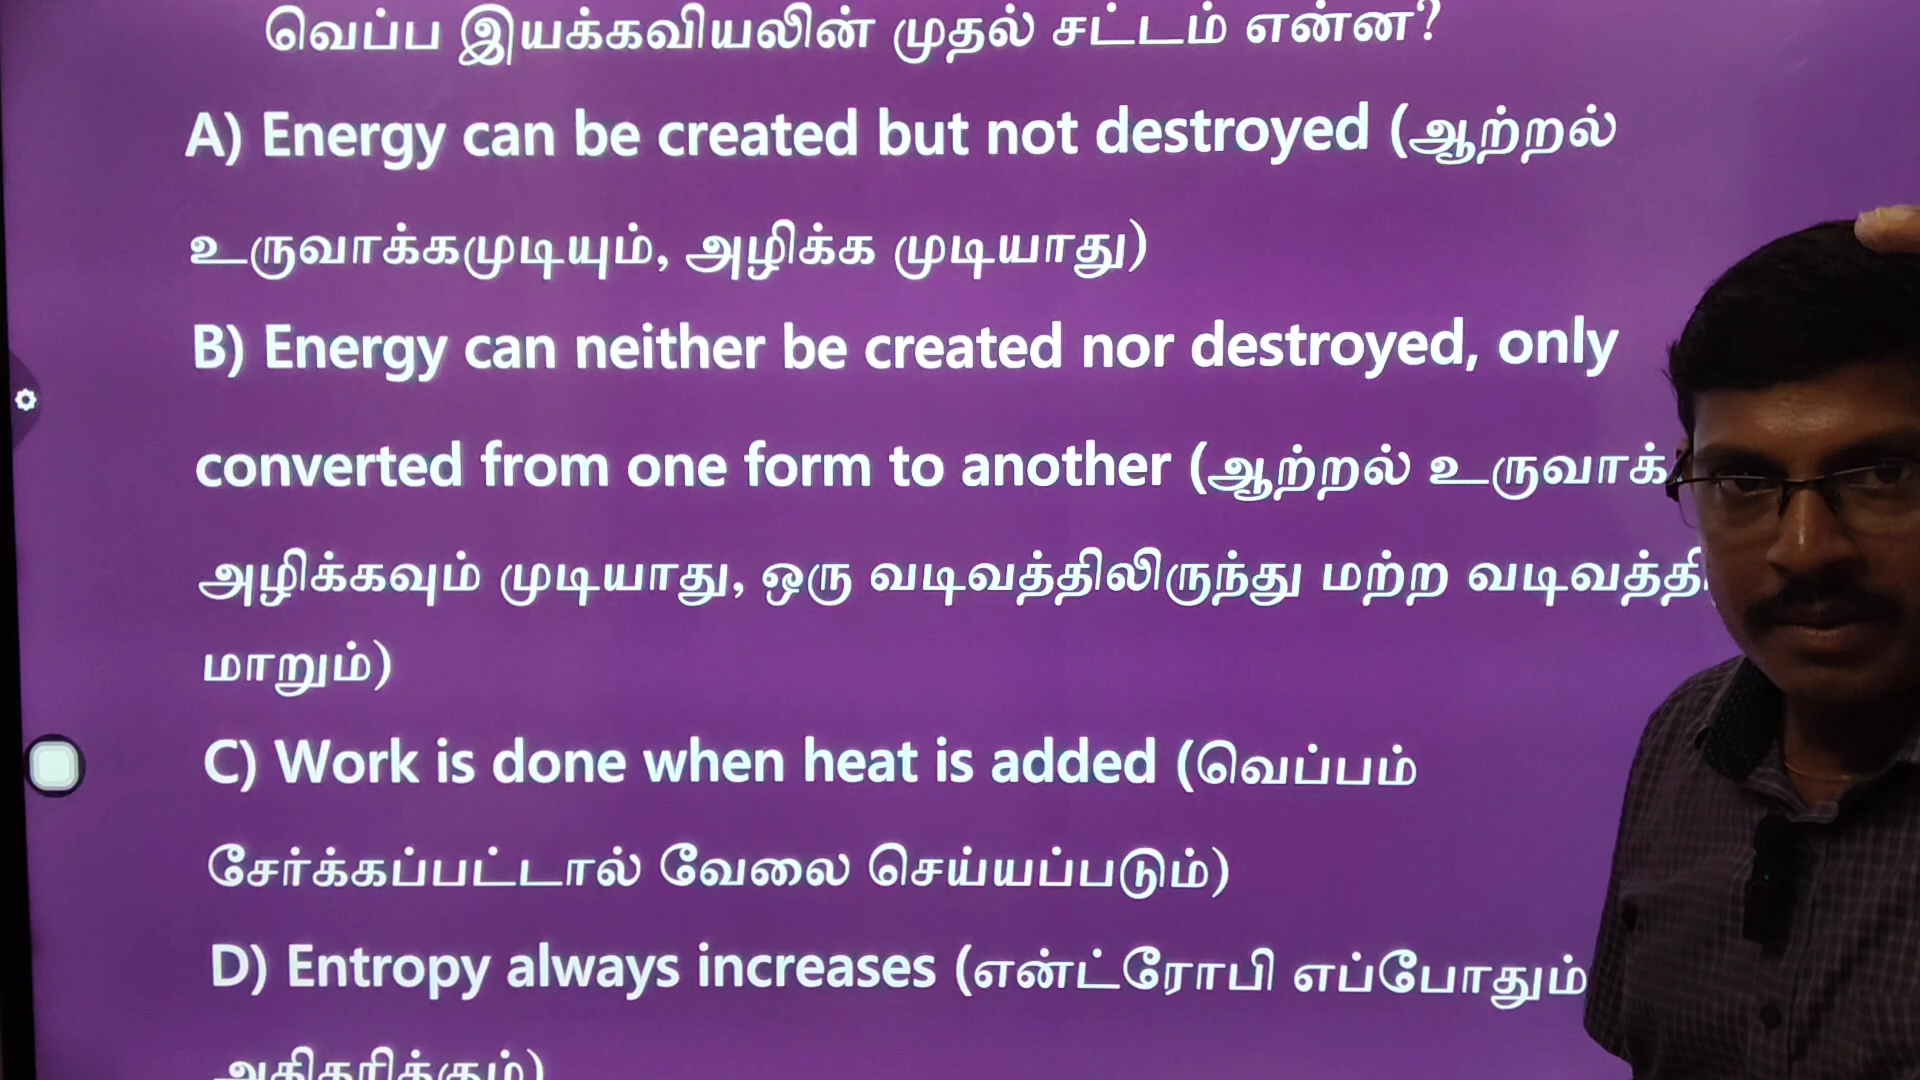 வெப்ப இயக்கவியலின் முதல் சட்டம் என்ன?
A) Energy can be created but not destroyed (ஆற்றல்
உருவாக்கமுடியும், அழிக்க முடியாது)
B) Energy can neither be created nor destroyed, only
converted from one form to another (ஆற்றல்
அழிக்கவும் முடியாது, ஒரு வடிவத்திலிருந்து மற்ற
மாறும்)
C) Work is done when heat is added (வெப்பம்
சேர்க்கப்பட்டால் வேலை செய்யப்படும்)
D) Entropy always increases (என்ட்ரோபி எப்போதும்
அதிகரிக்கும்)